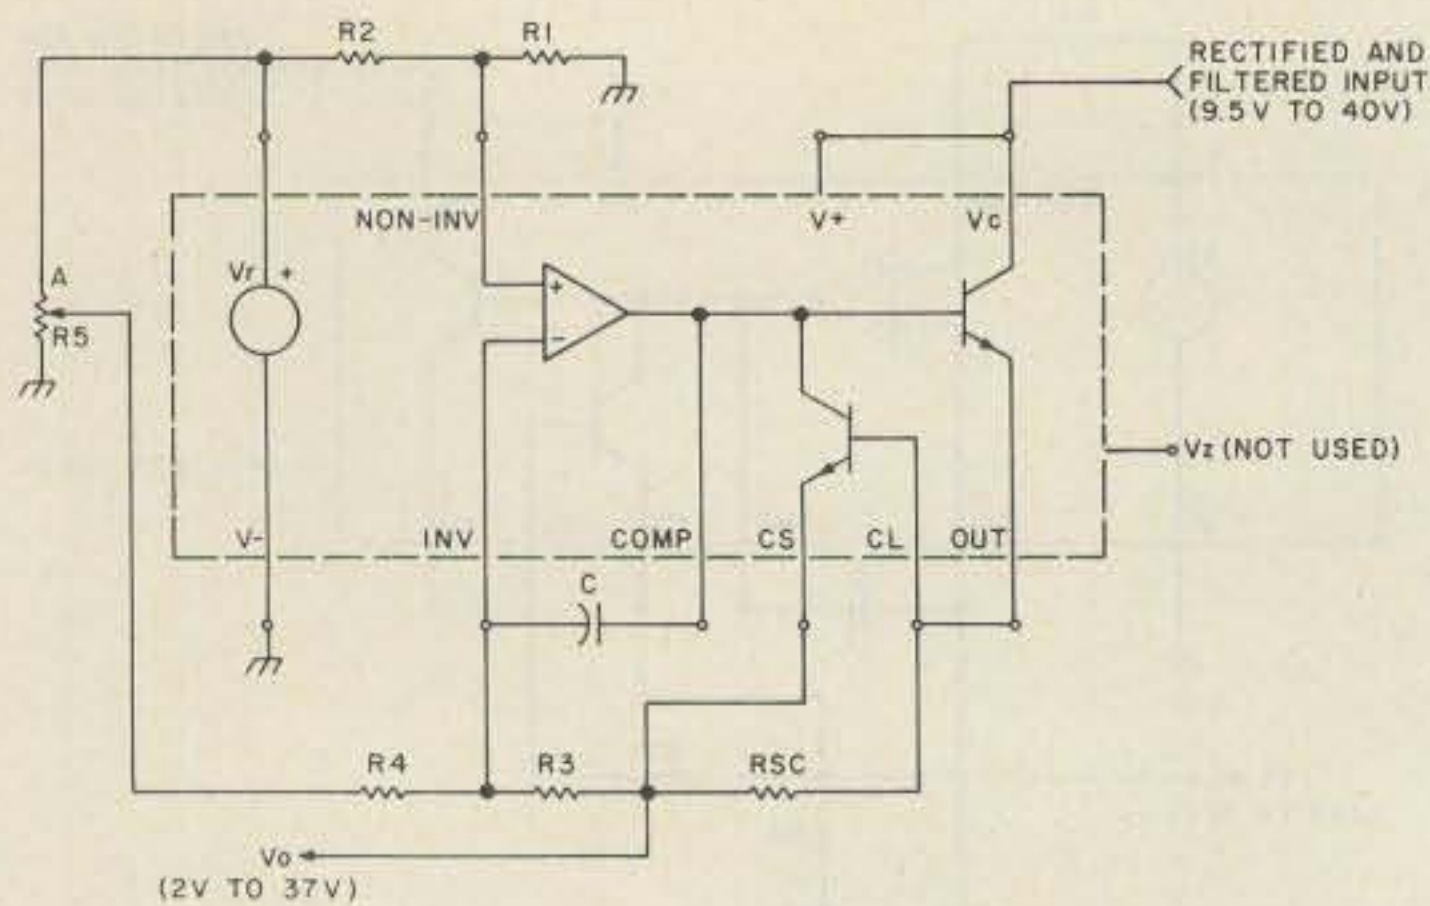 R2
R1
RECTIFIED AND
FILTERED INPUT
(9.5V TO 40V)
NON-INV
V+
Vc
A
Vr +
R5
+
-
Vz (NOT USED)
V-
INV
COMP
CS
CL
OUT
C
R4
R3
RSC
Vo
(2V TO 37V)